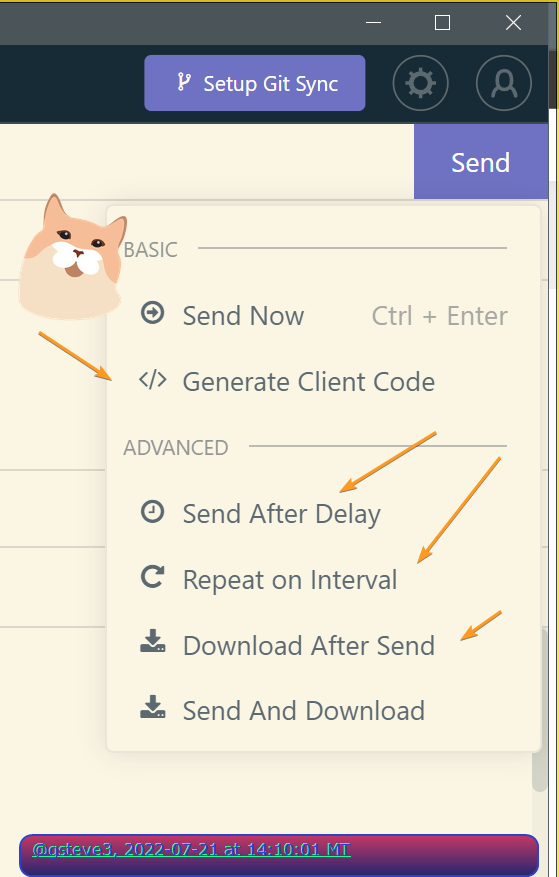 Setup Git Sync
Send
BASIC
Send Now Ctrl + Enter
Generate Client Code
ADVANCED
Send After Delay
Repeat on Interval
Download After Send
Send And Download
@qsteve3, 2022-07-21 at 14:10:01 MT